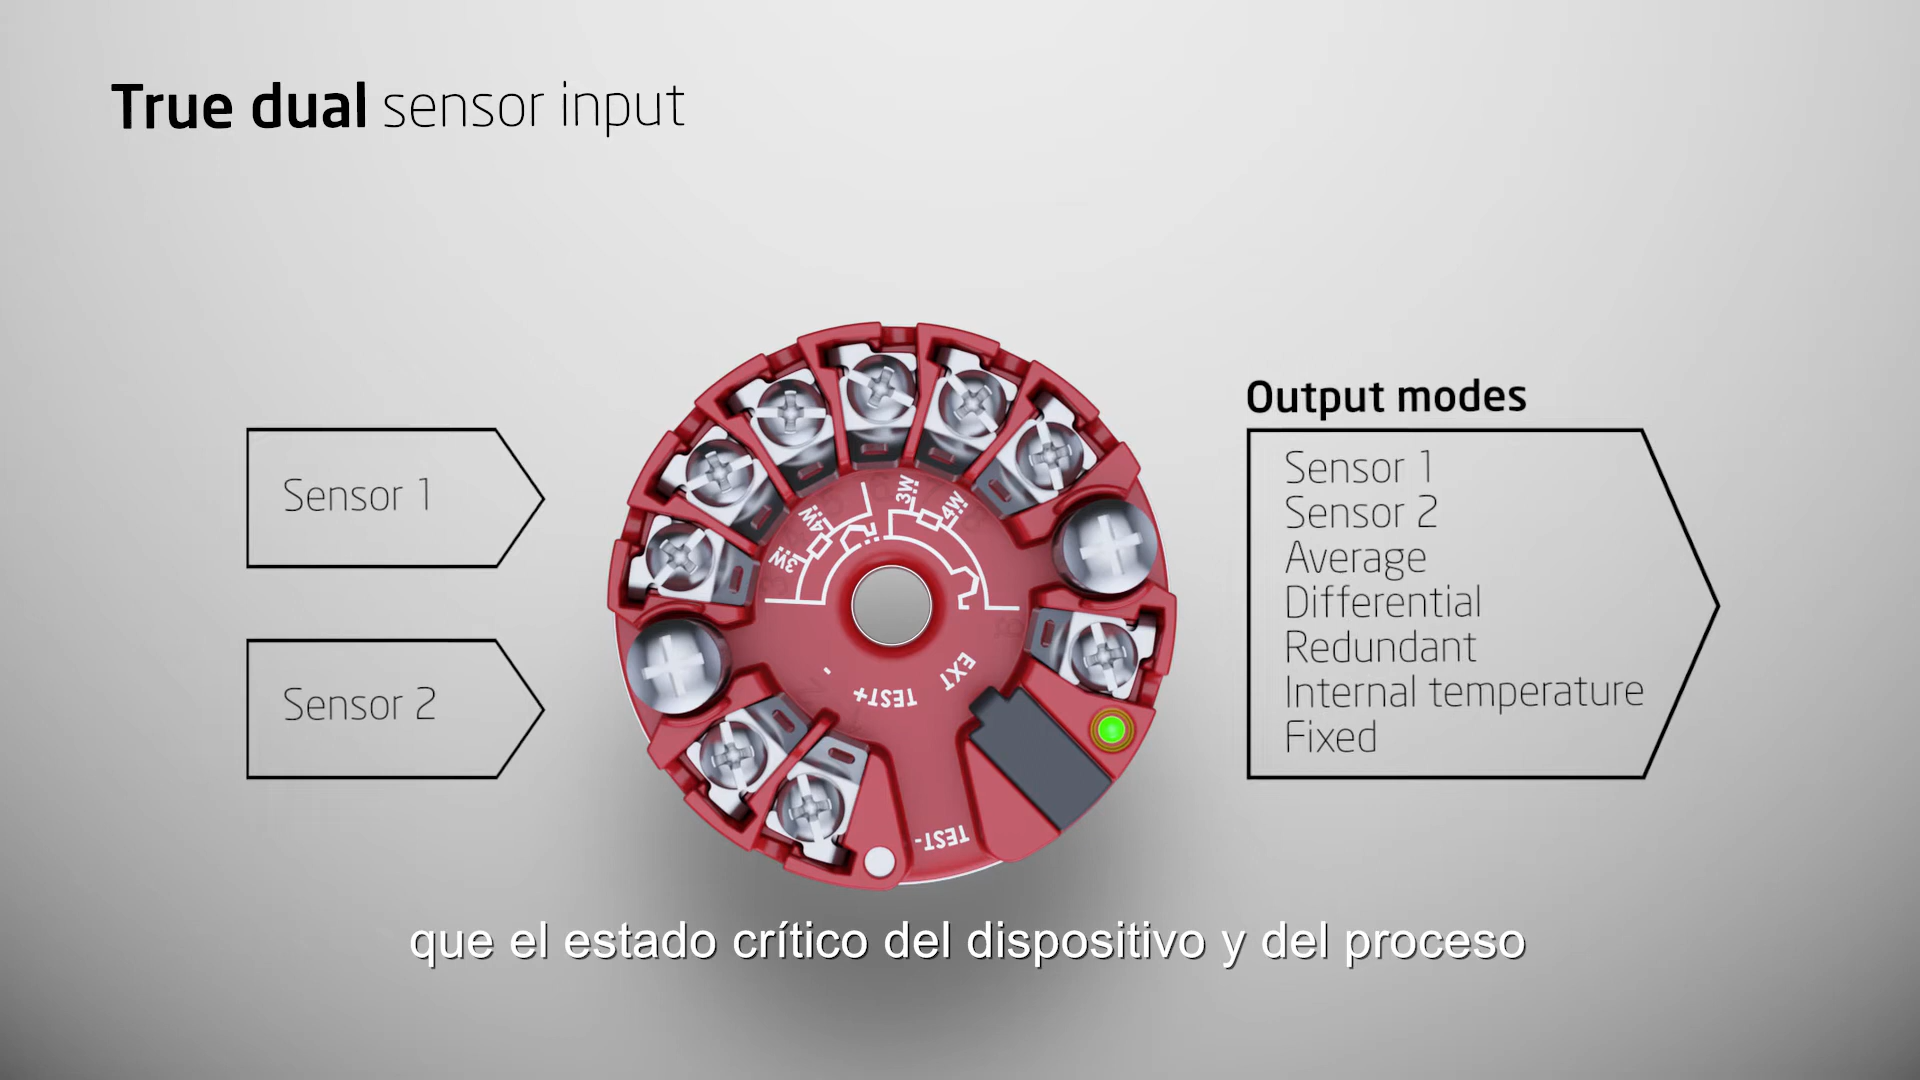 True dual sensor input
Output modes
Sensor 1
Sensor 2
Sensor 1
Sensor 2
Average
Differential
Redundant
Internal temperature
Fixed
3W
4W
3W
4W
-
TEST+
EXT
TEST-
que el estado crítico del dispositivo y del proceso